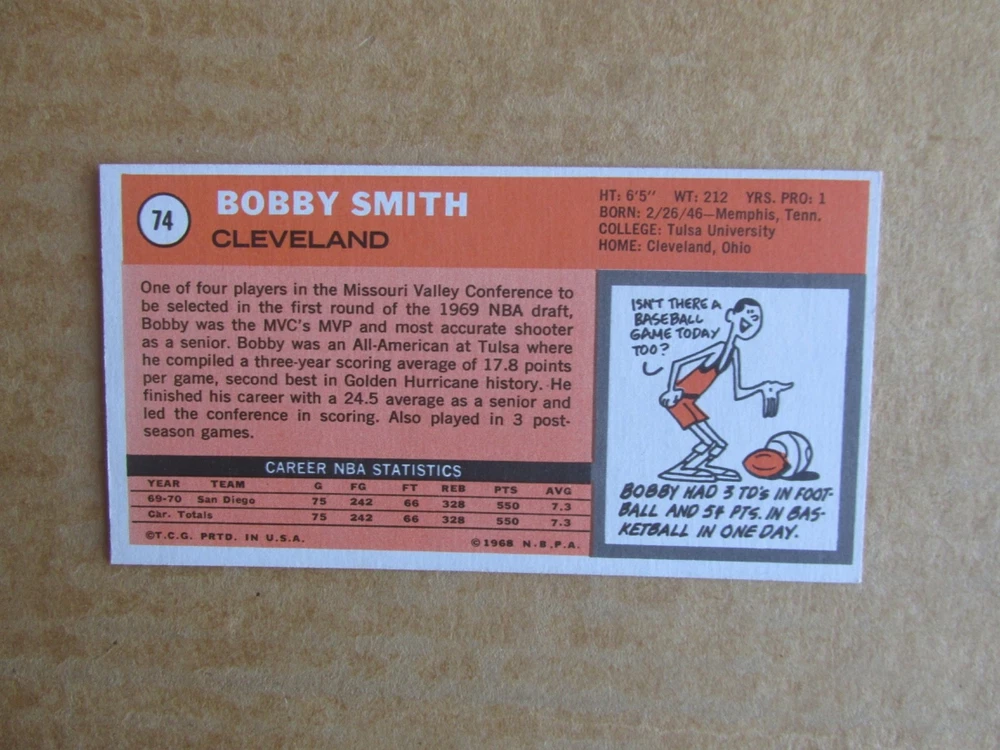 74
BOBBY SMITH
CLEVELAND
HT: 6'5" WT: 212 YRS. PRO: 1
BORN: 2/26/46—Memphis, Tenn.
COLLEGE: Tulsa University
HOME: Cleveland, Ohio
One of four players in the Missouri Valley Conference to
be selected in the first round of the 1969 NBA draft,
Bobby was the MVC's MVP and most accurate shooter
as a senior. Bobby was an All-American at Tulsa where
he compiled a three-year scoring average of 17.8 points
per game, second best in Golden Hurricane history. He
finished his career with a 24.5 average as a senior and
led the conference in scoring. Also played in 3 post-
season games.
CAREER NBA STATISTICS
YEAR TEAM G FG FT REB PTS AVG
69-70 San Diego 75 242 66 328 550 7.3
Car. Totals 75 242 66 328 550 7.3
©T.C.G. PRTD. IN U.S.A. ©1968 N.B.P.A.
ISN'T THERE A
BASEBALL
GAME TODAY
TOO?
BOBBY HAD 3 TD'S IN FOOT-
BALL AND 54 PTS. IN BAS-
KETBALL IN ONE DAY.